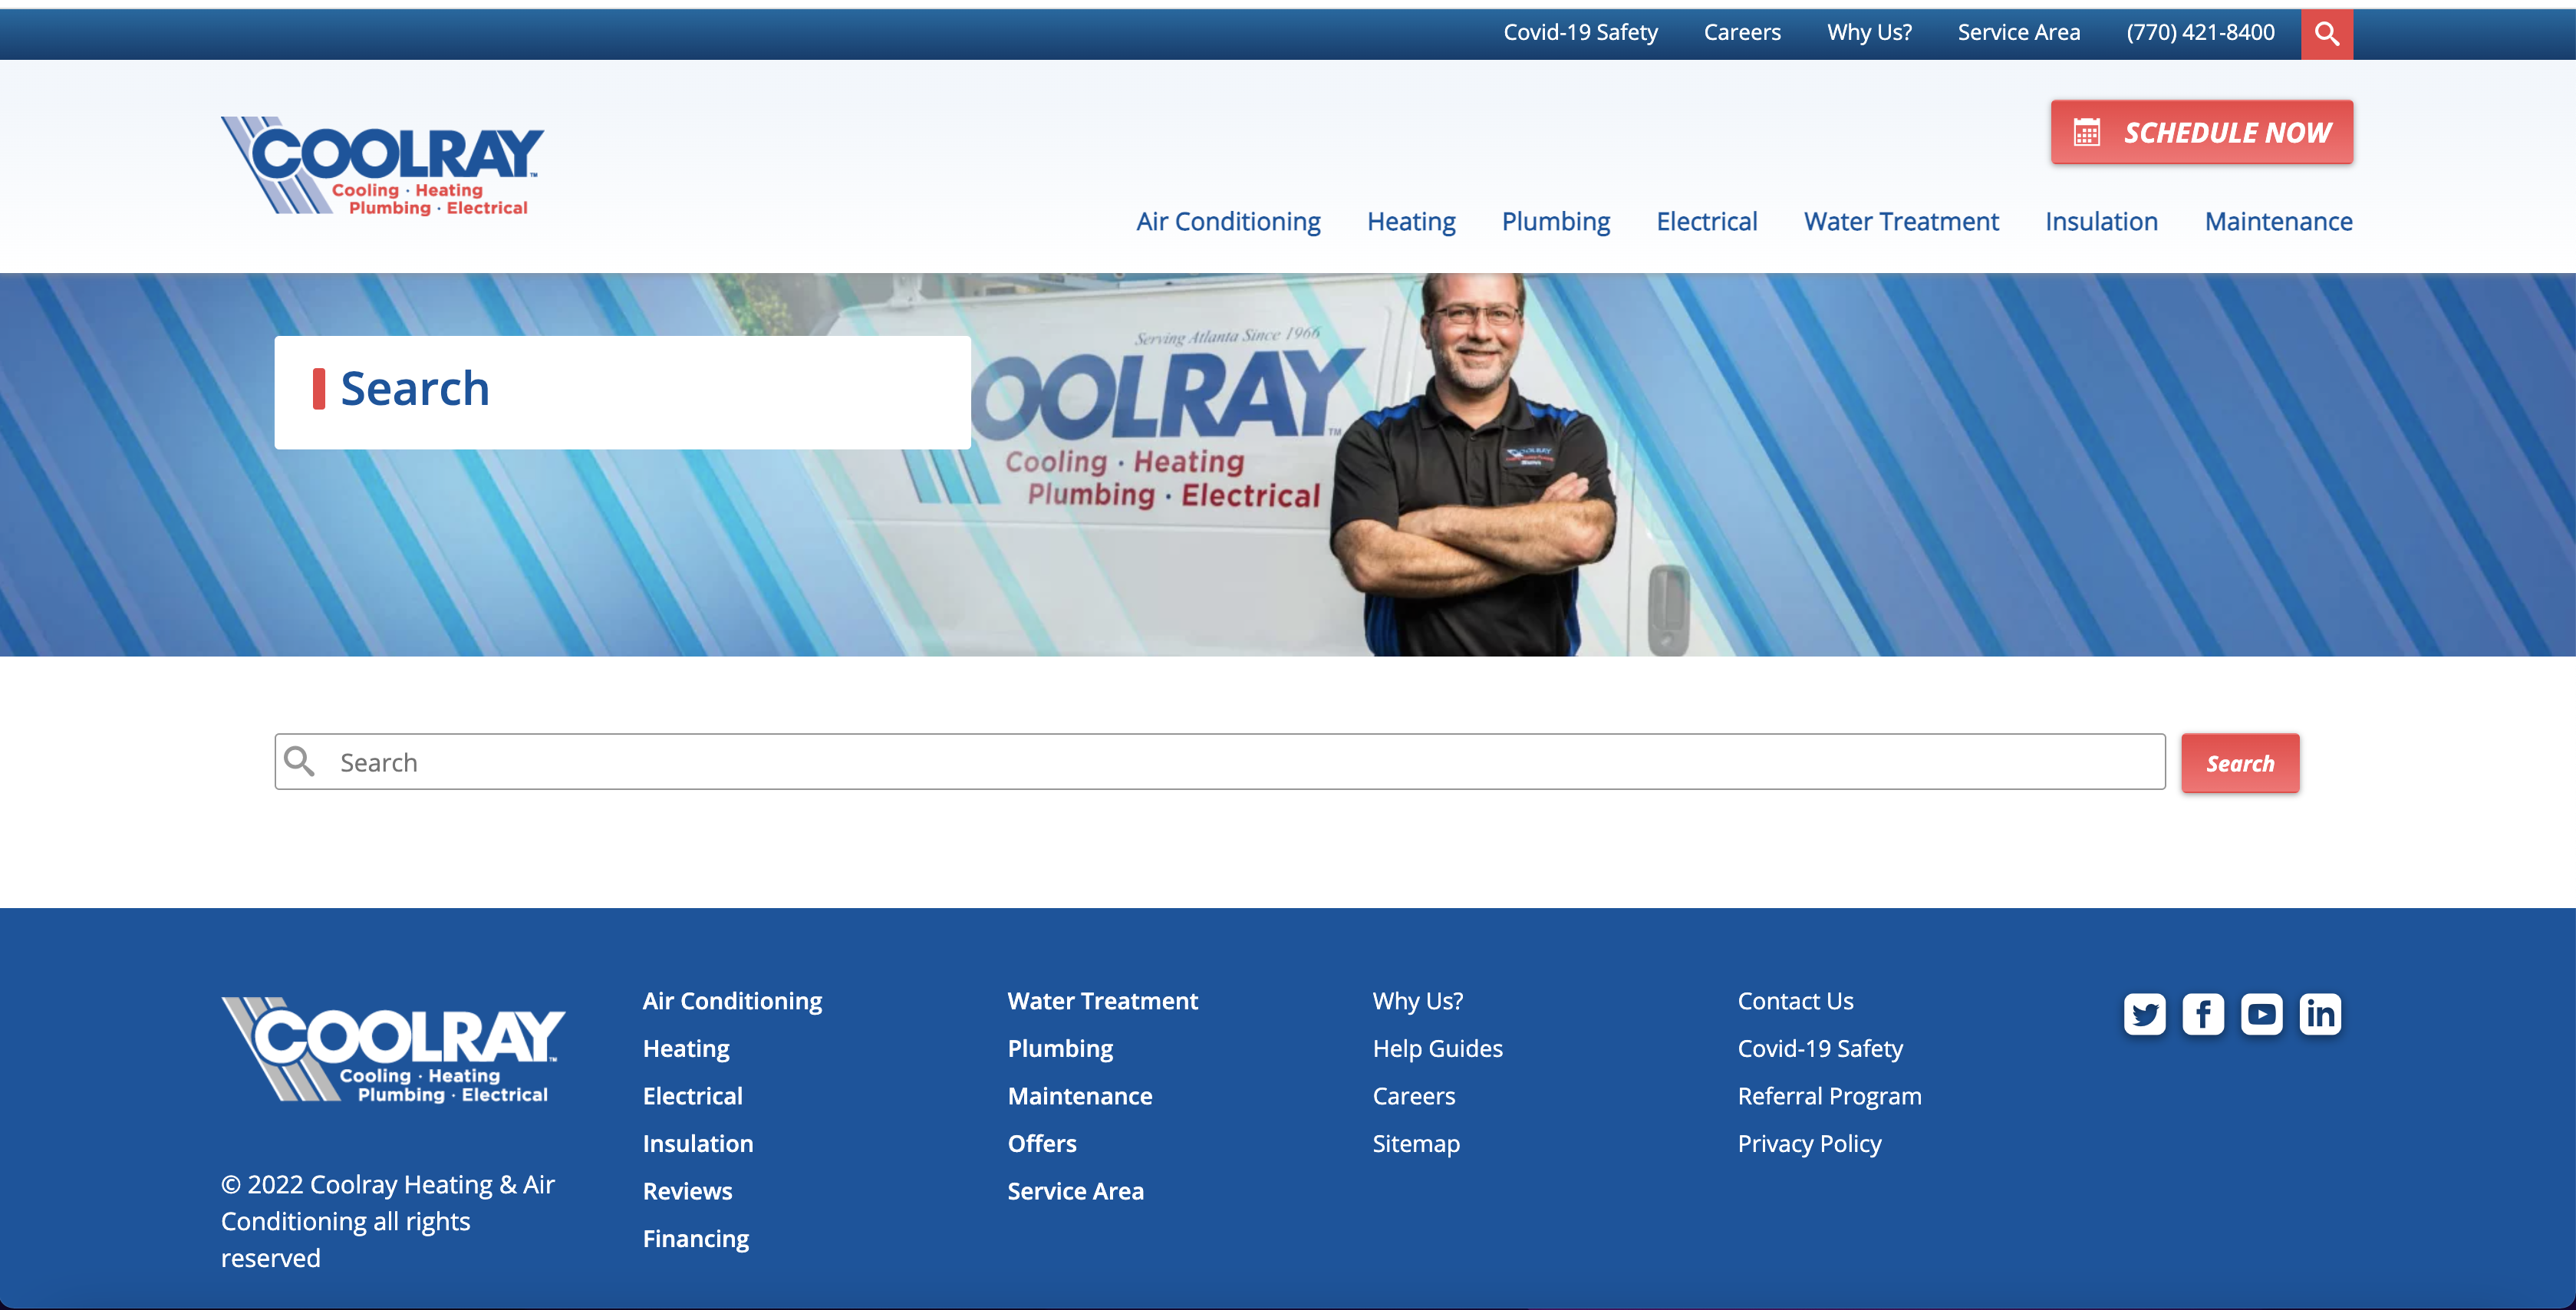 Covid-19 Safety Careers Why Us? Service Area (770) 421-8400
SCHEDULE NOW
COOLRAY™
Cooling · Heating
Plumbing · Electrical
Air Conditioning Heating Plumbing Electrical Water Treatment Insulation Maintenance
Serving Atlanta Since 1966
Search
OOLRAY™
Cooling · Heating
Plumbing · Electrical
COOLRAY
Search
Search
COOLRAY™
Cooling · Heating
Plumbing · Electrical
© 2022 Coolray Heating & Air
Conditioning all rights
reserved
Air Conditioning
Heating
Electrical
Insulation
Reviews
Financing
Water Treatment
Plumbing
Maintenance
Offers
Service Area
Why Us?
Help Guides
Careers
Sitemap
Contact Us
Covid-19 Safety
Referral Program
Privacy Policy